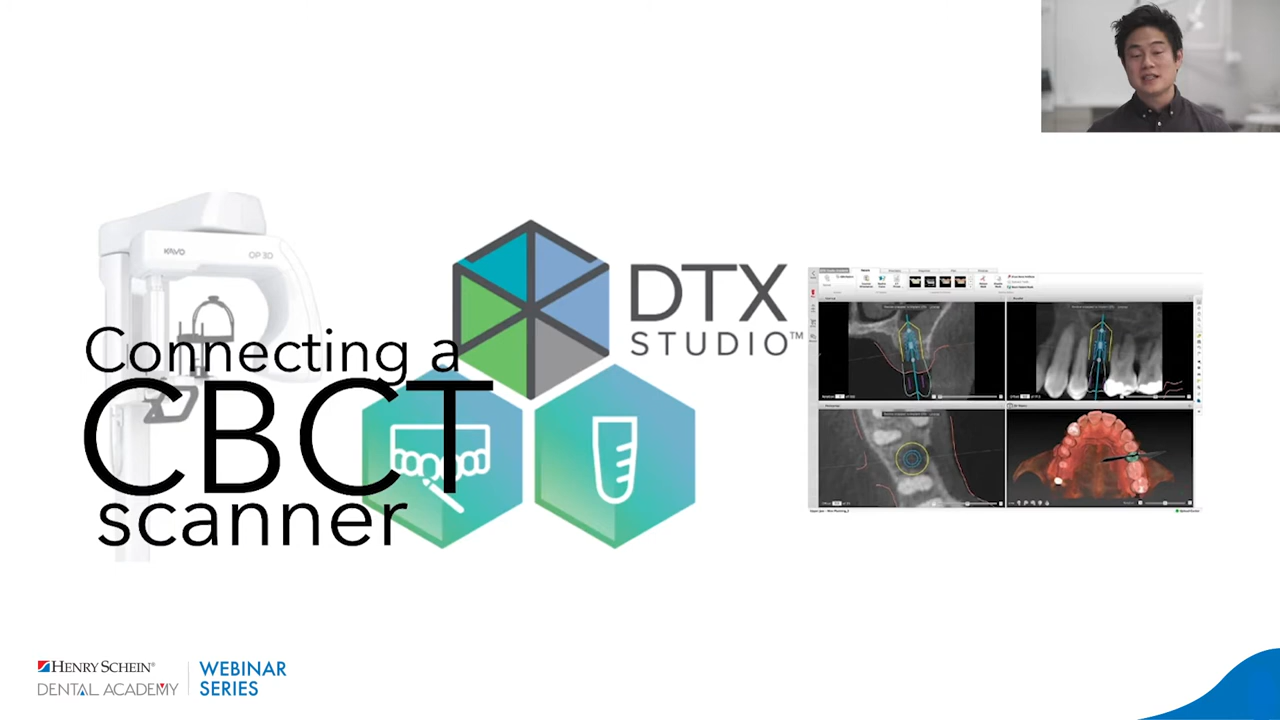 KAVO
OP 3D
Connecting a
CBCT
scanner
DTX
STUDIO™
HENRY SCHEIN®
DENTAL ACADEMY
WEBINAR
SERIES